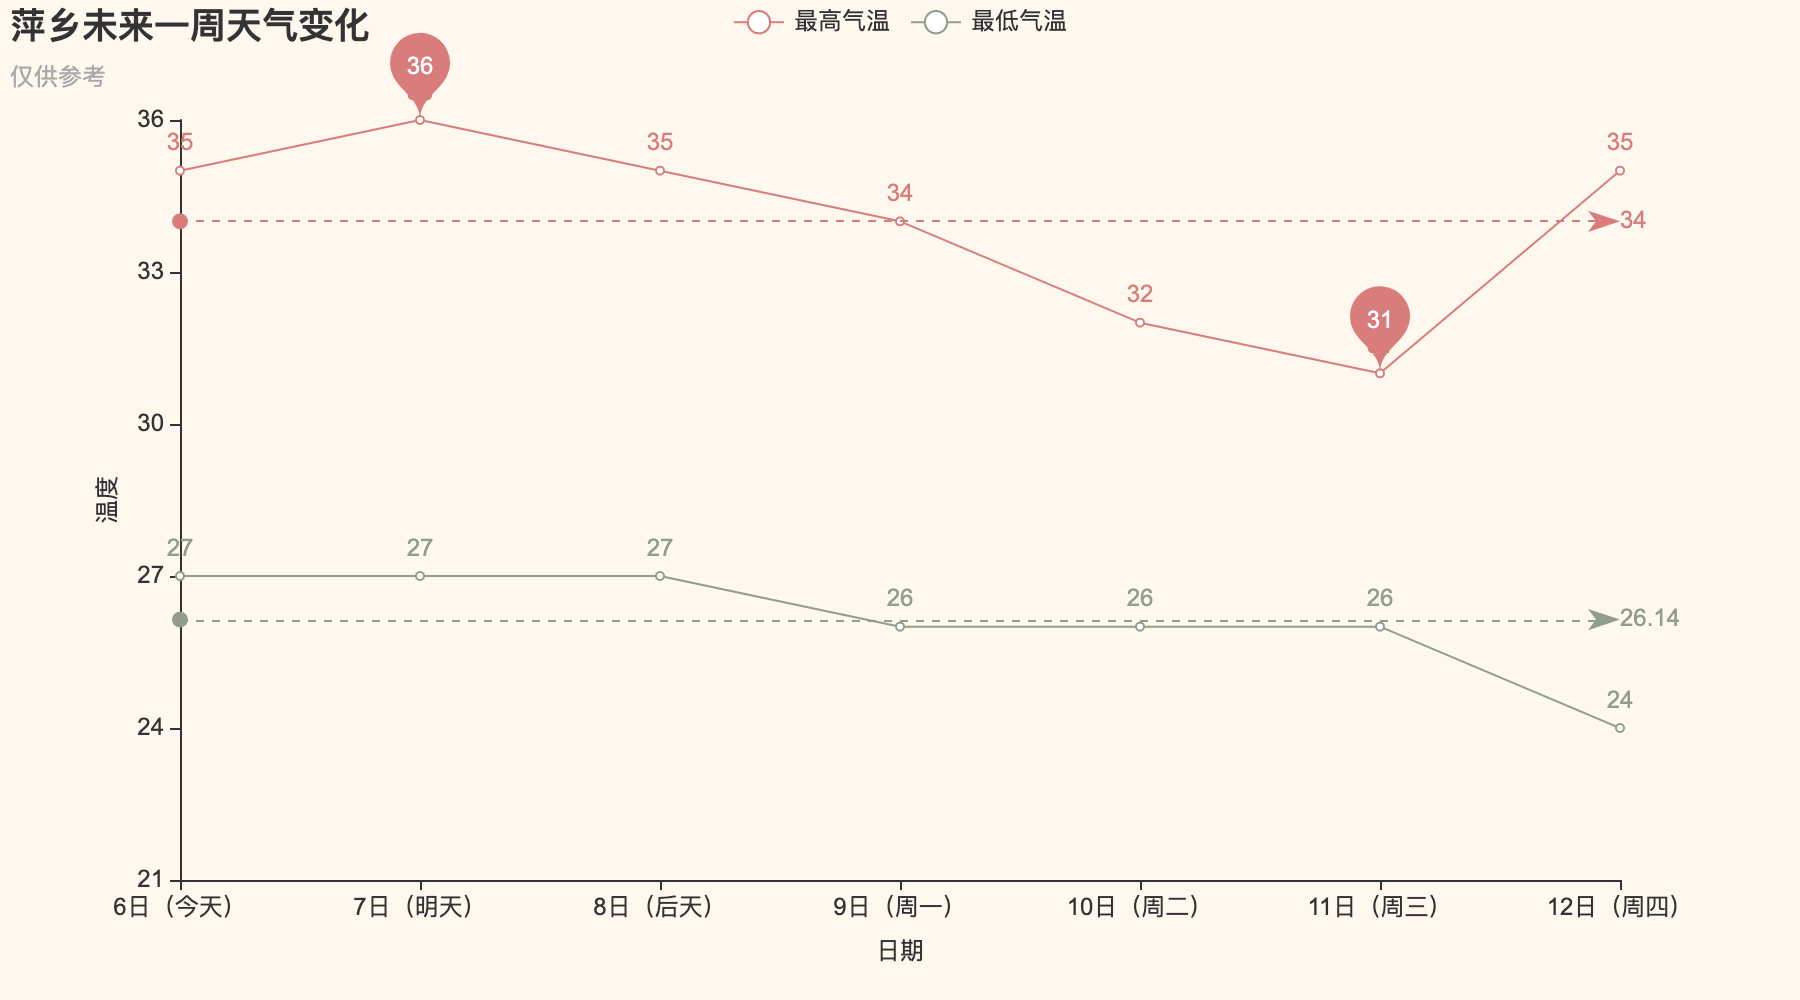 萍乡未来一周天气变化
仅供参考
最高气温
最低气温
36
33
30
27
24
21
温度
35
36
35
34
32
31
35
34
27
27
27
26
26
26
24
26.14
6日（今天）
7日（明天）
8日（后天）
9日（周一）
10日（周二）
11日（周三）
12日（周四）
日期